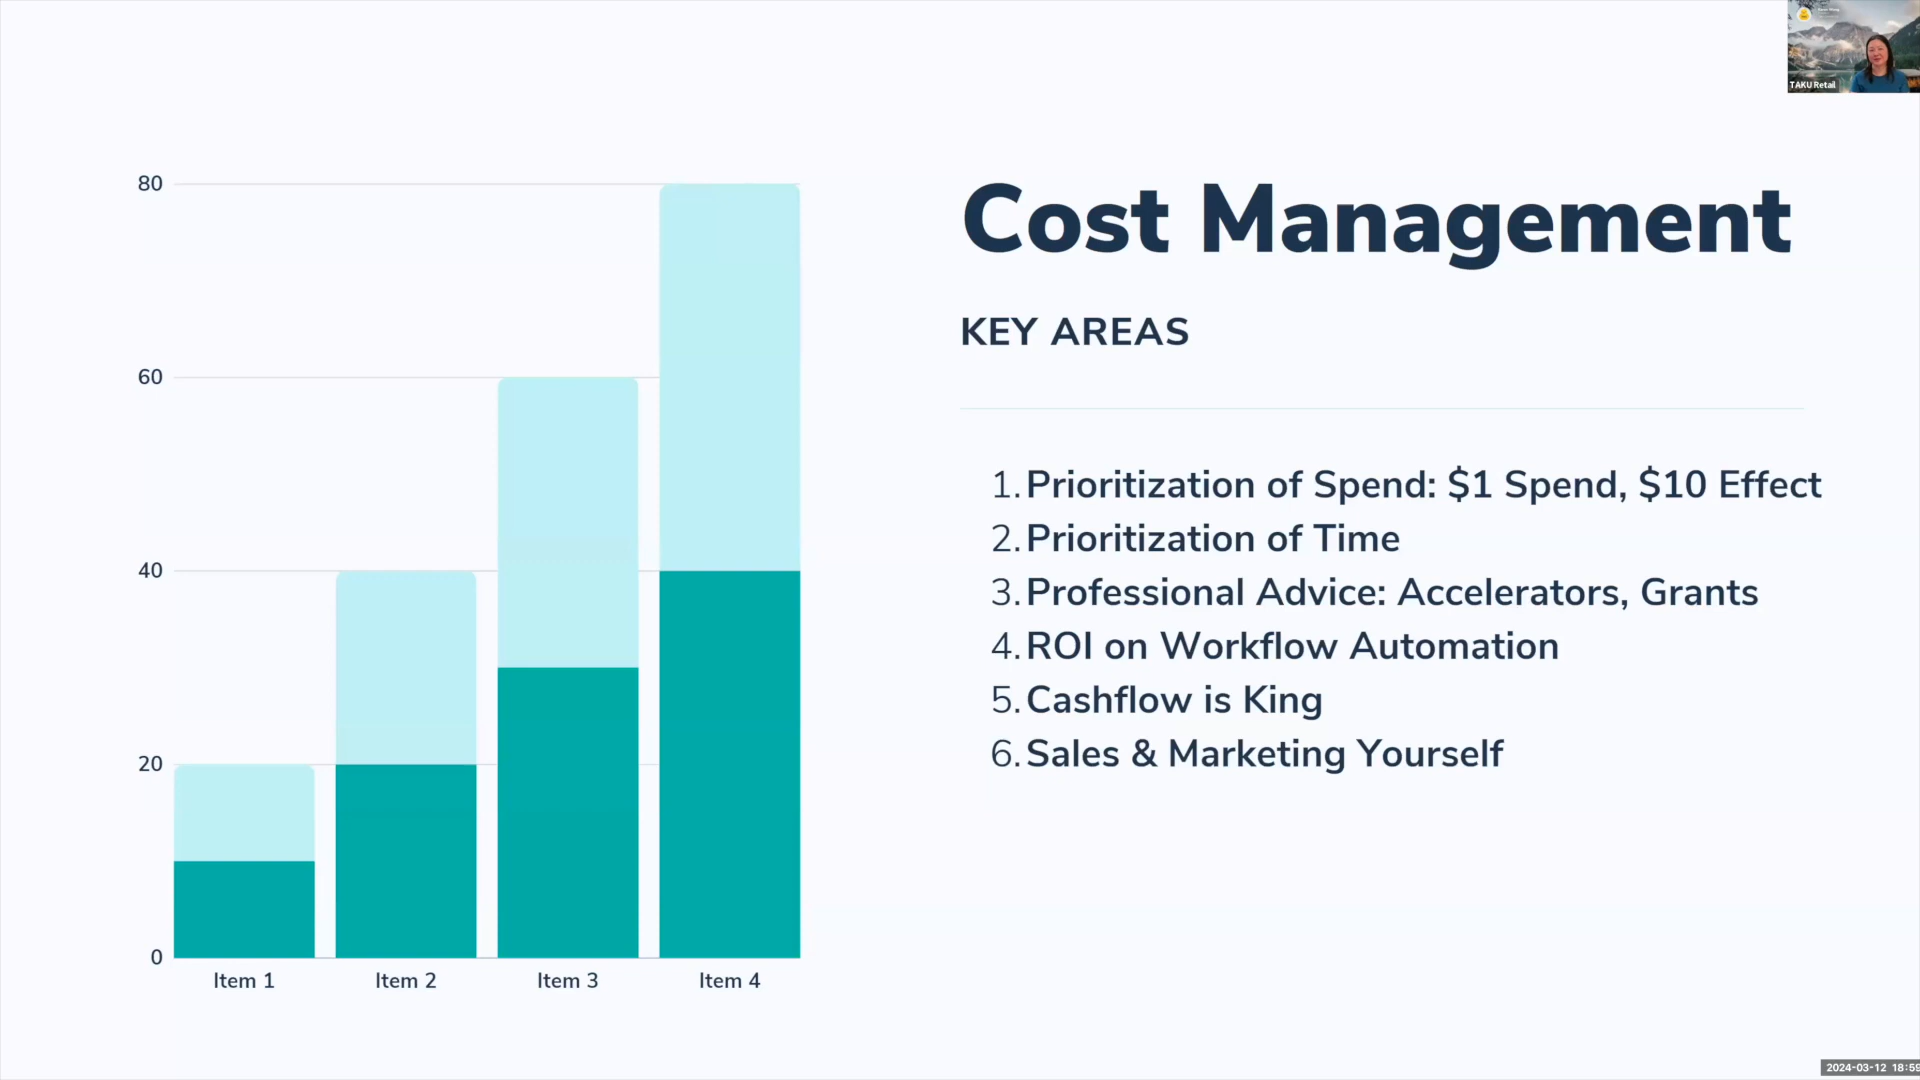 TAKU Retail
80
60
40
20
0
Item 1
Item 2
Item 3
Item 4
Cost Management
KEY AREAS
1. Prioritization of Spend: $1 Spend, $10 Effect
2. Prioritization of Time
3. Professional Advice: Accelerators, Grants
4. ROI on Workflow Automation
5. Cashflow is King
6. Sales & Marketing Yourself
2024-03-12 18:59